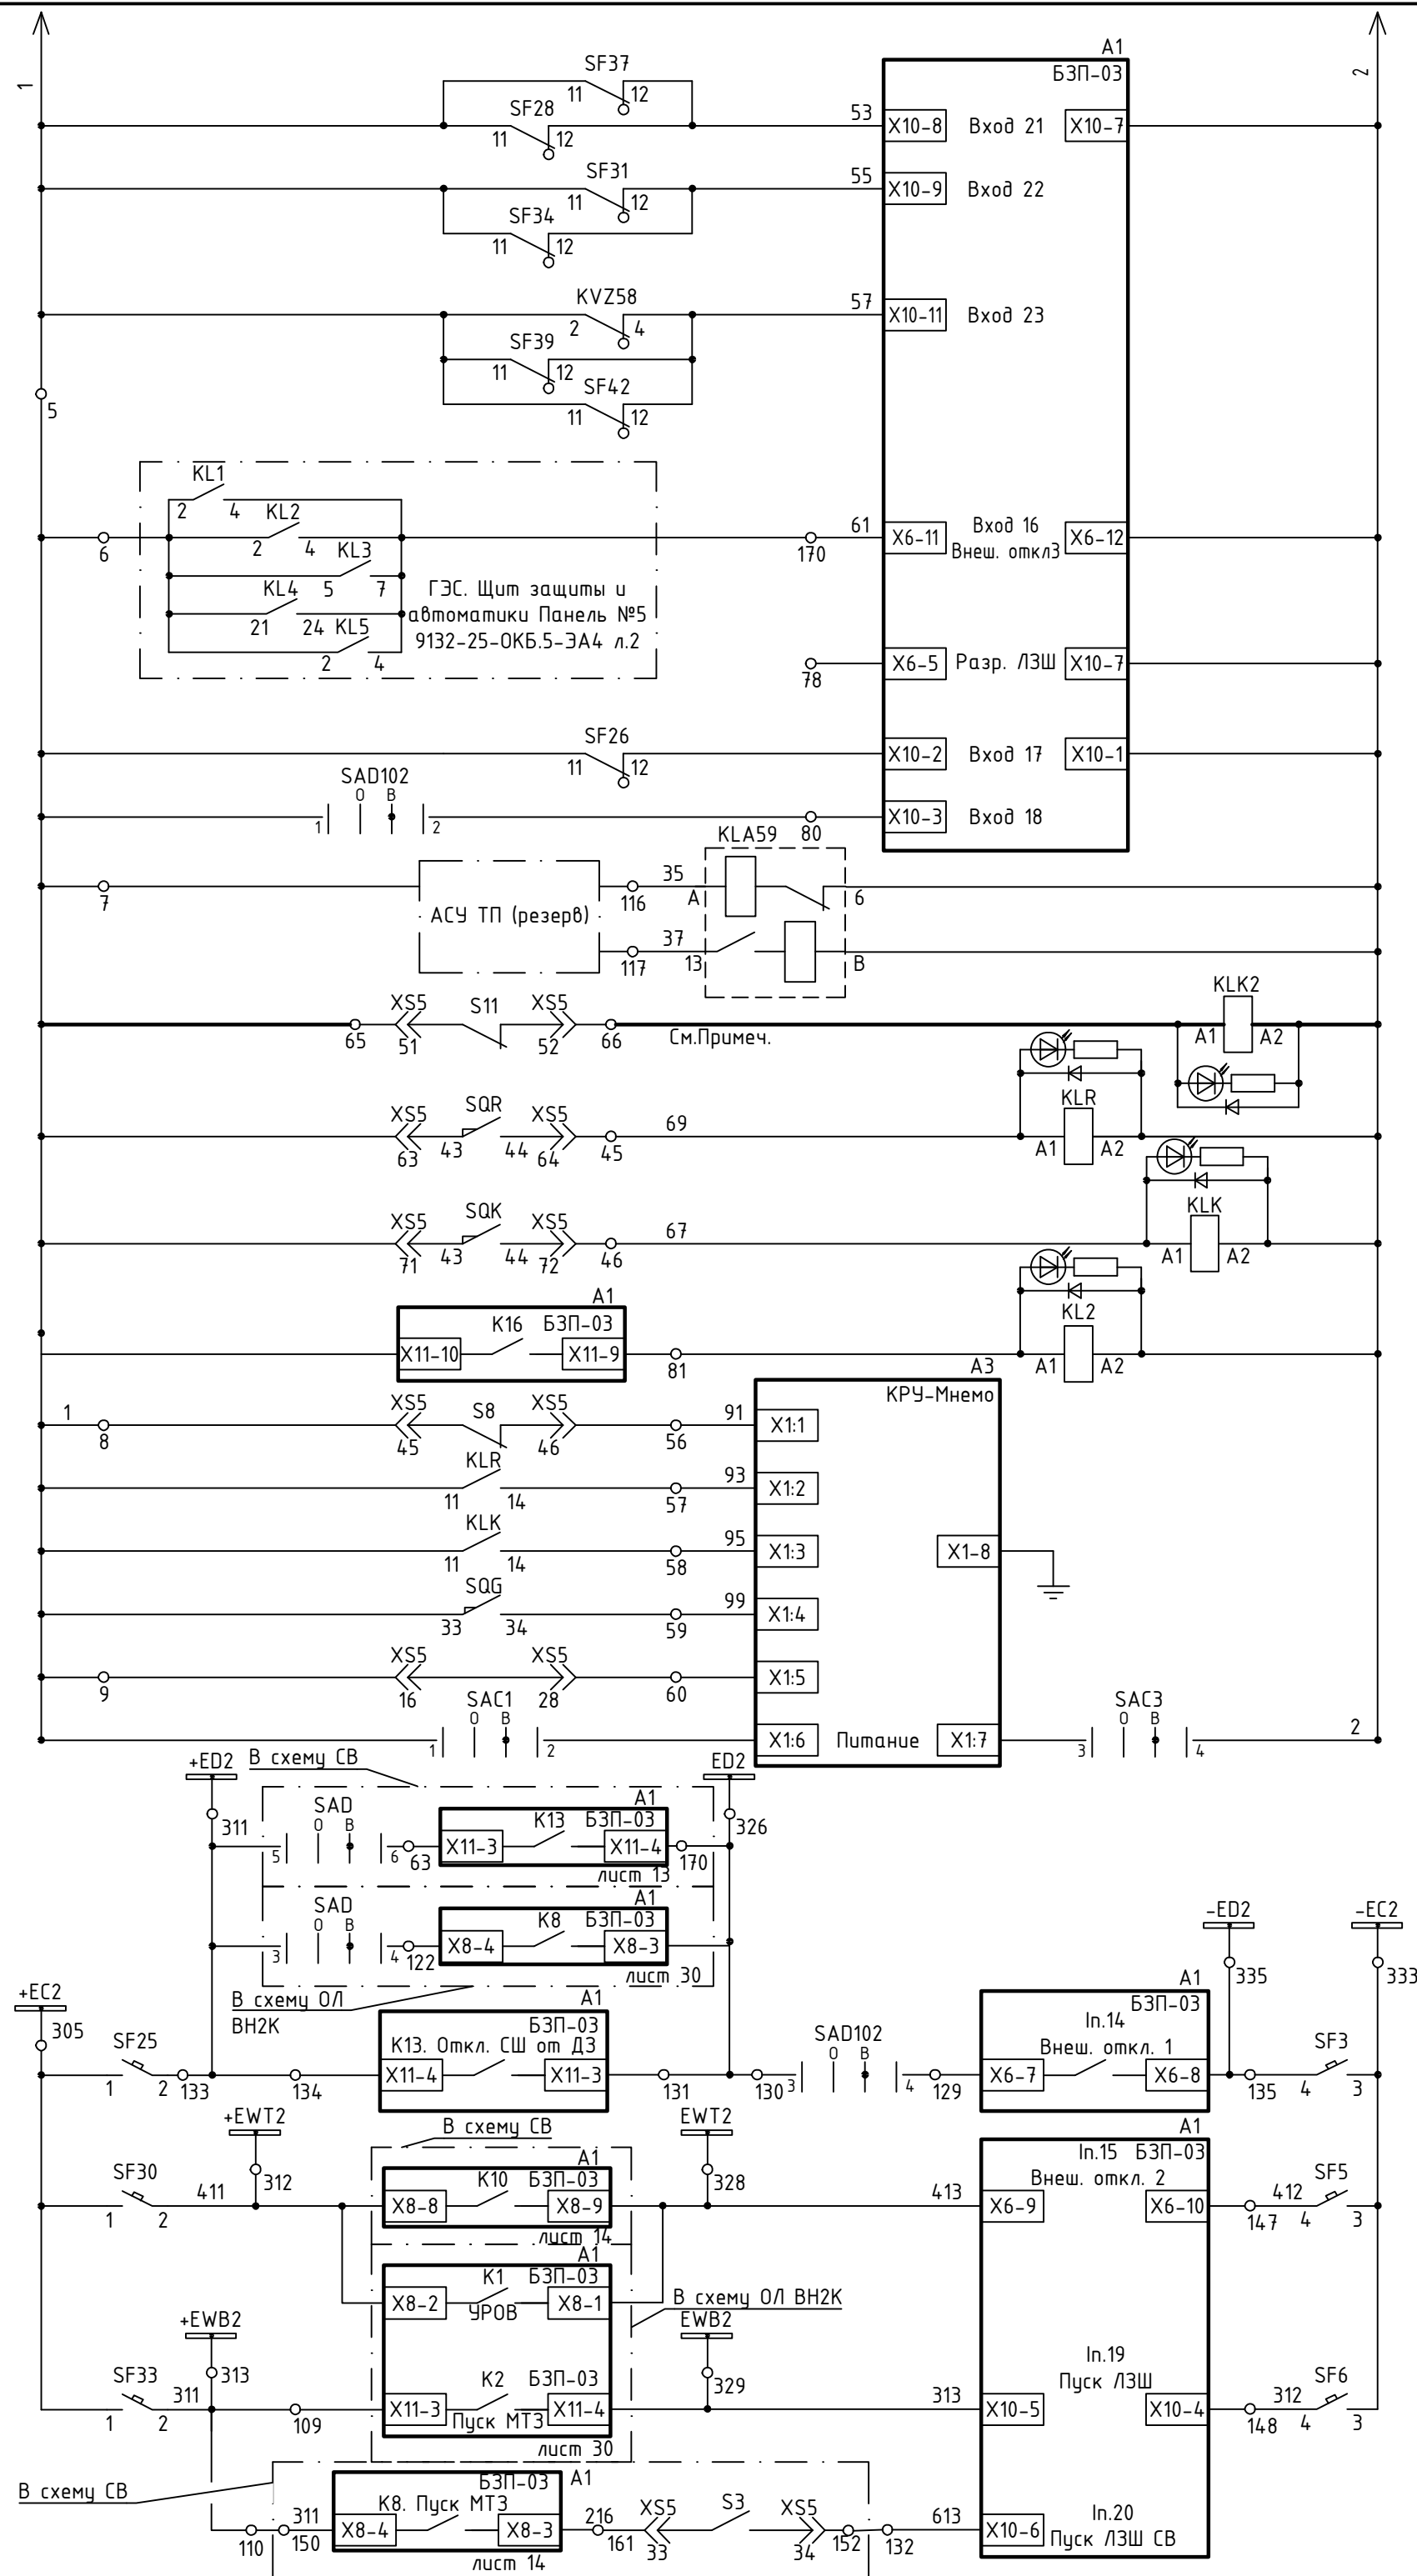 1
2
A1
БЗП-03
SF37
11 12
SF28
11 12
53
X10-8 Вход 21 X10-7
SF31
11 12
SF34
11 12
55
X10-9 Вход 22
KVZ58
2 4
SF39
11 12
SF42
11 12
57
X10-11 Вход 23
5
KL1
2 4
KL2
2 4
KL3
5 7
KL4
21 24
KL5
2 4
6
ГЭС. Щит защиты и
автоматики Панель №5
9132-25-ОКБ.5-ЭА4 л.2
170
61
X6-11 Вход 16 X6-12
Внеш. откл3
78
X6-5 Разр. ЛЗШ X10-7
SF26
11 12
X10-2 Вход 17 X10-1
SAD102
О В
1 2
80
X10-3 Вход 18
7
АСУ ТП (резерв)
116
35
KLA59
А 6
117
37
13 В
65
XS5
51
S11
XS5
52
66
См.Примеч.
KLK2
A1 A2
XS5
63
SQR
43 44
XS5
64
45
69
KLR
A1 A2
XS5
71
SQK
43 44
XS5
72
46
67
KLK
A1 A2
A1
К16 БЗП-03
X11-10 X11-9
81
KL2
A1 A2
А3
КРУ-Мнемо
1
8
XS5
45
S8
XS5
46
56
91
X1:1
KLR
11 14
57
93
X1:2
KLK
11 14
58
95
X1:3
X1-8
SQG
33 34
59
99
X1:4
9
XS5
16
XS5
28
60
X1:5
SAC1
О В
1 2
X1:6 Питание X1:7
SAC3
О В
3 4
2
+ED2
В схему СВ
ED2
311
SAD
О В
5 6
63
A1
К13 БЗП-03
X11-3 X11-4
лист 13
170
326
SAD
О В
3 4
122
A1
К8 БЗП-03
X8-4 X8-3
лист 30
В схему ОЛ
ВН2К
-ED2
-EC2
335
333
+EC2
305
SF25
1 2
133
134
A1
БЗП-03
К13. Откл. СШ от ДЗ
X11-4 X11-3
131
130
SAD102
О В
3 4
129
A1
БЗП-03
In.14
Внеш. откл. 1
X6-7 X6-8
135
SF3
4 3
+EWT2
312
В схему СВ
EWT2
328
SF30
1 2
411
A1
К10 БЗП-03
X8-8 X8-9
лист 14
413
A1
In.15 БЗП-03
Внеш. откл. 2
X6-9 X6-10
147
412
SF5
4 3
A1
К1 БЗП-03
X8-2 X8-1
УРОВ
В схему ОЛ ВН2К
+EWB2
313
EWB2
329
SF33
1 2
311
109
К2 БЗП-03
X11-3 X11-4
Пуск МТЗ
лист 30
313
In.19
Пуск ЛЗШ
X10-5 X10-4
148
312
SF6
4 3
В схему СВ
110
311
150
БЗП-03 A1
К8. Пуск МТЗ
X8-4 X8-3
лист 14
216
161
XS5
33
S3
XS5
34
152
132
613
X10-6
In.20
Пуск ЛЗШ СВ